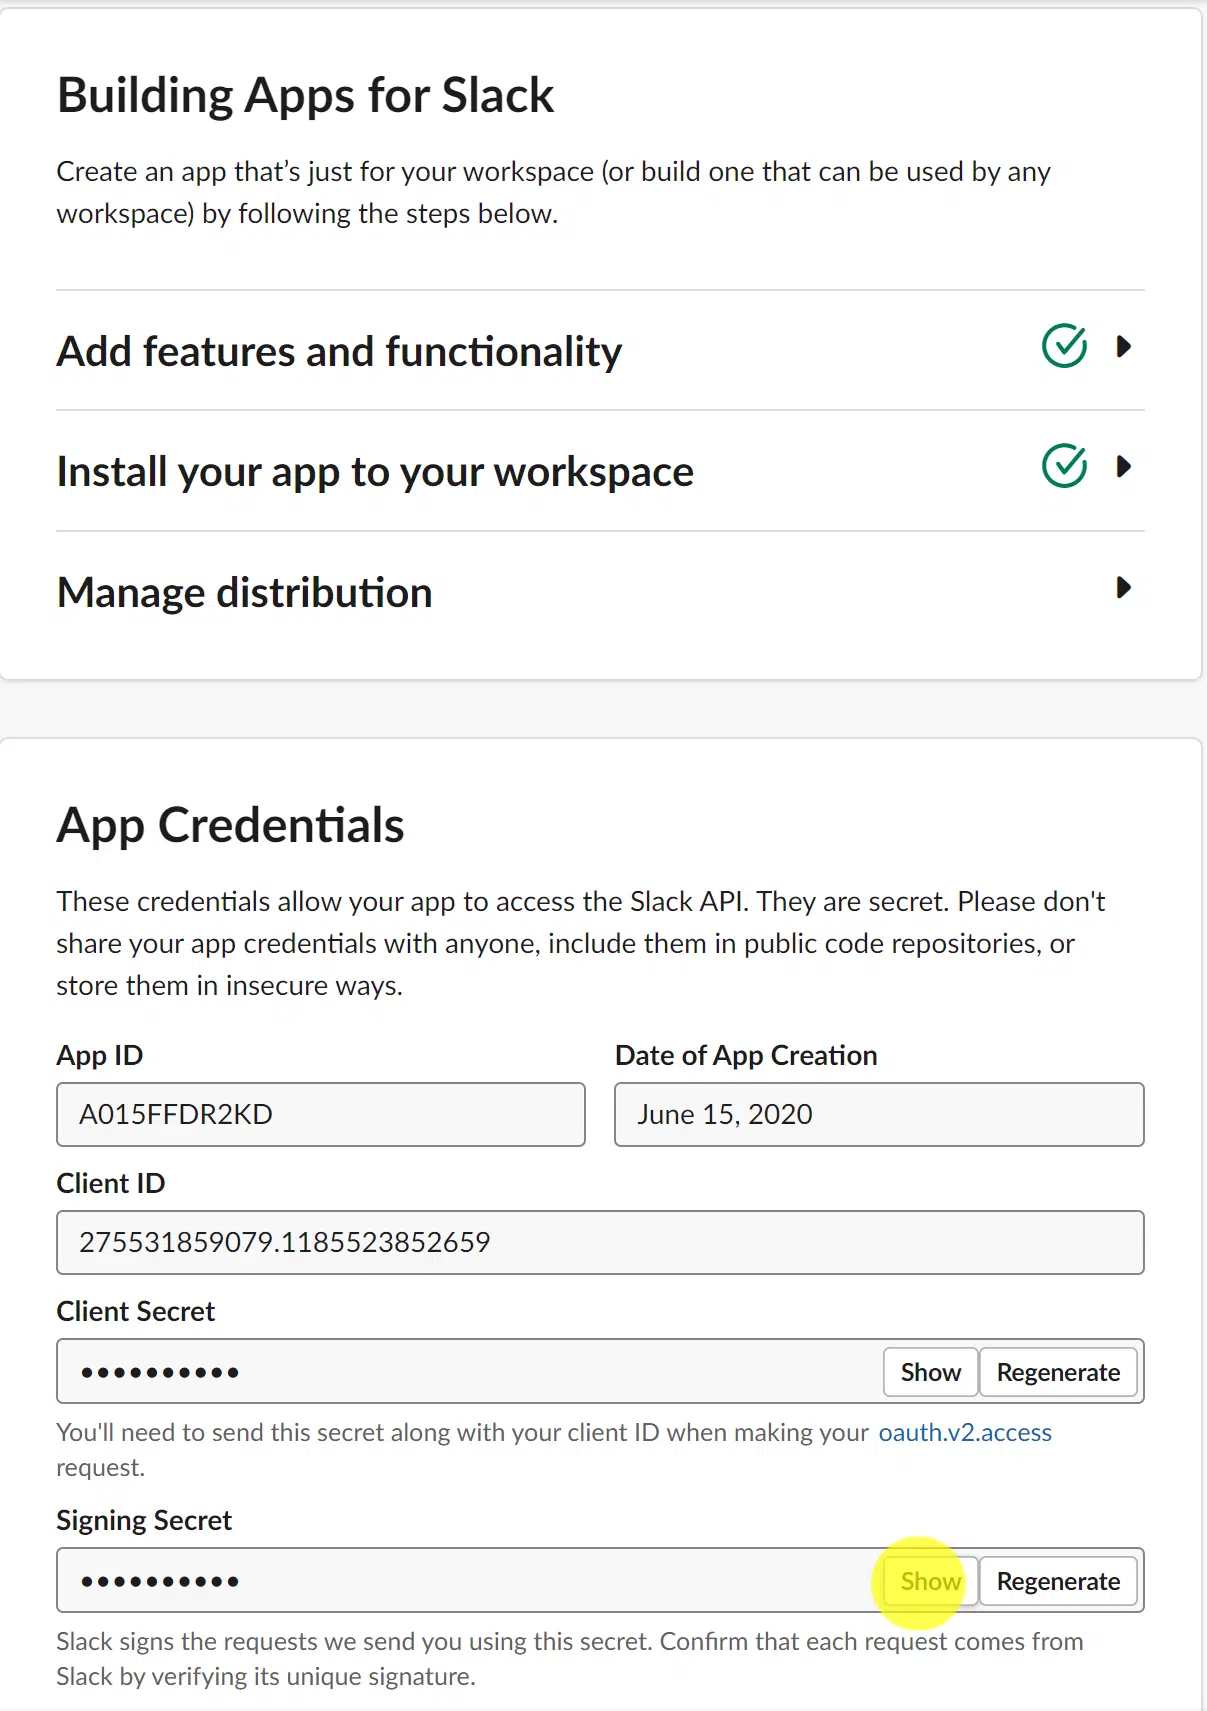 Building Apps for Slack
Create an app that’s just for your workspace (or build one that can be used by any
workspace) by following the steps below.
Add features and functionality
Install your app to your workspace
Manage distribution
App Credentials
These credentials allow your app to access the Slack API. They are secret. Please don't
share your app credentials with anyone, include them in public code repositories, or
store them in insecure ways.
App ID
Date of App Creation
A015FFDR2KD
June 15, 2020
Client ID
275531859079.1185523852659
Client Secret
•••••••••• Show Regenerate
You'll need to send this secret along with your client ID when making your oauth.v2.access
request.
Signing Secret
•••••••••• Show Regenerate
Slack signs the requests we send you using this secret. Confirm that each request comes from
Slack by verifying its unique signature.